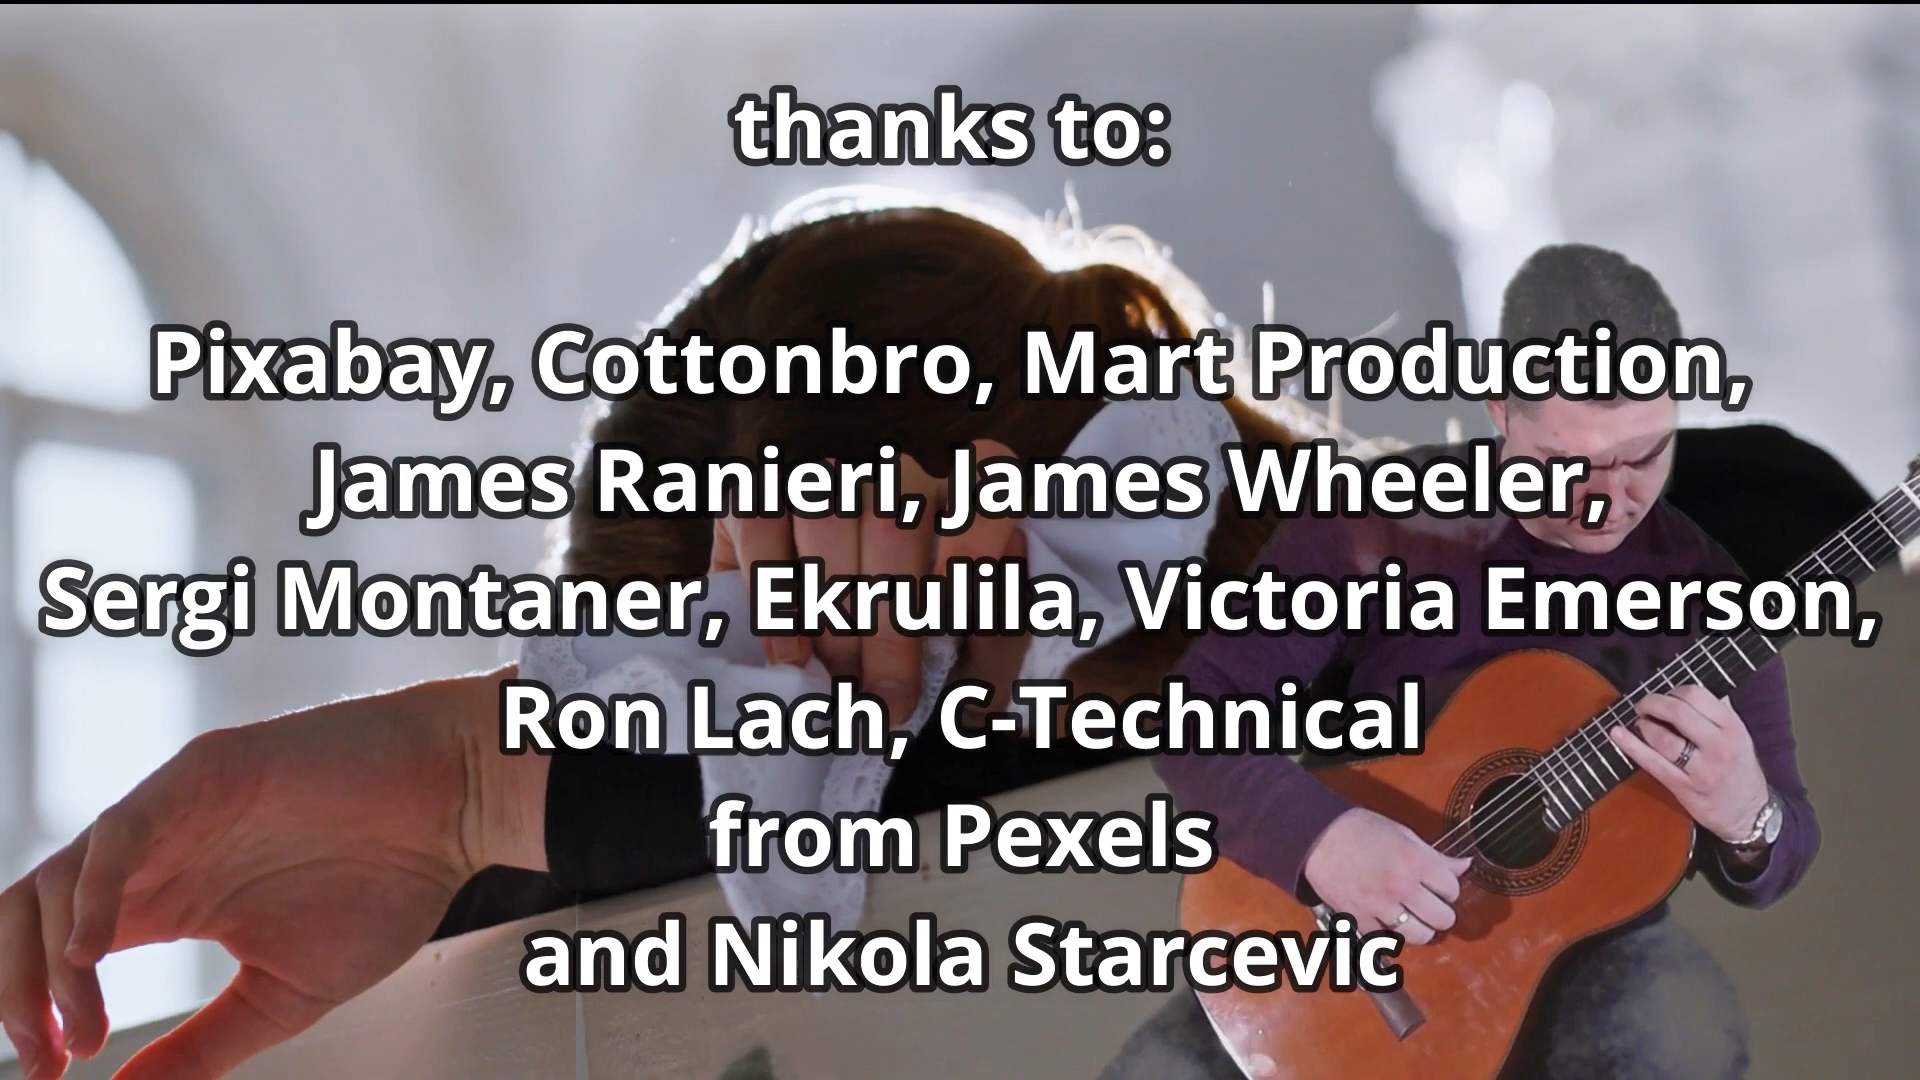 thanks to:
Pixabay, Cottonbro, Mart Production,
James Ranieri, James Wheeler,
Sergi Montaner, Ekrulila, Victoria Emerson,
Ron Lach, C-Technical
from Pexels
and Nikola Starcevic